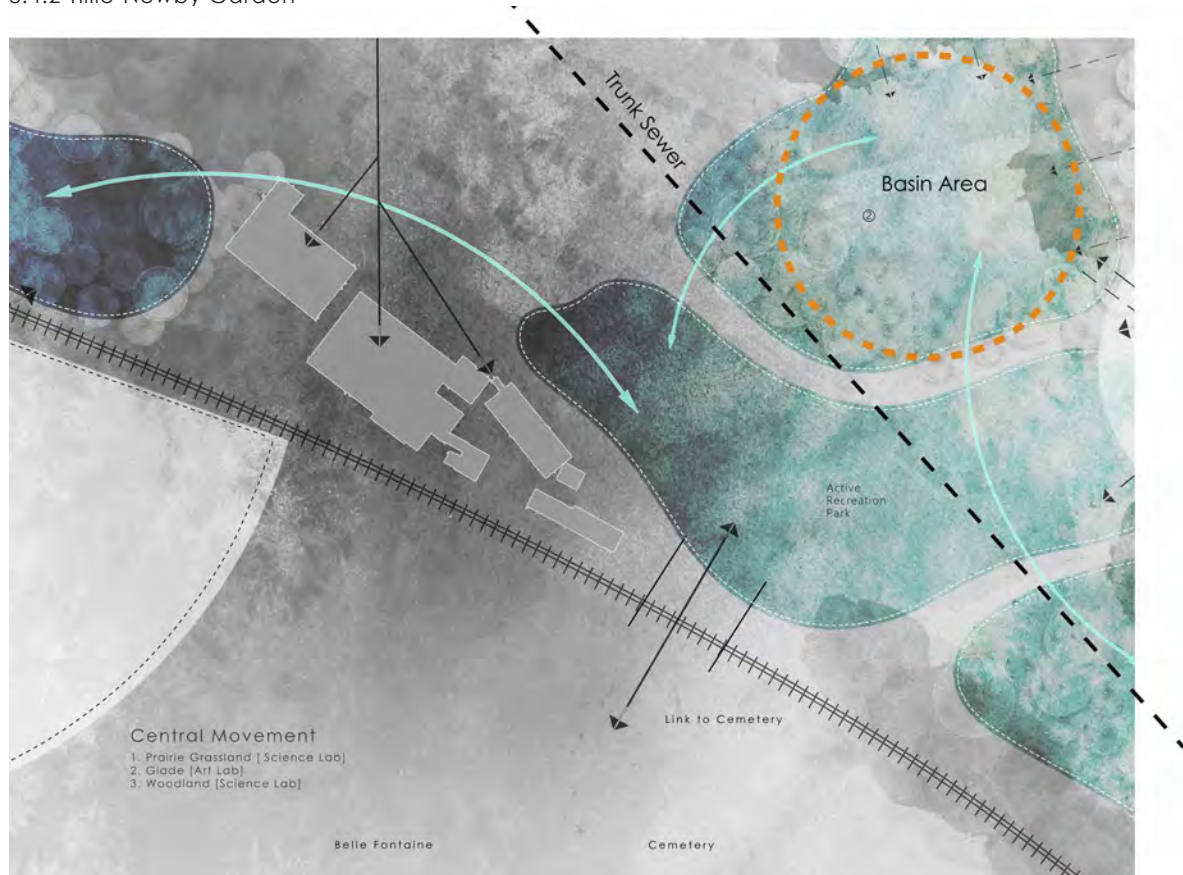 Trunk Sewer
Basin Area
②
Active
Recreation
Park
Link to Cemetery
Central Movement
1. Prairie Grassland [Science Lab]
2. Glade [Art Lab]
3. Woodland [Science Lab]
Belle Fontaine
Cemetery